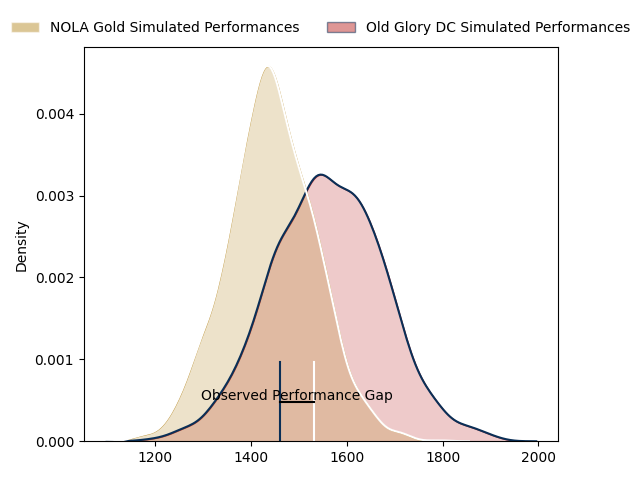 NOLA Gold Simulated Performances Old Glory DC Simulated Performances
0.004
0.003
0.002
0.001
0.000
Density
Observed Performance Gap
1200 1400 1600 1800 2000